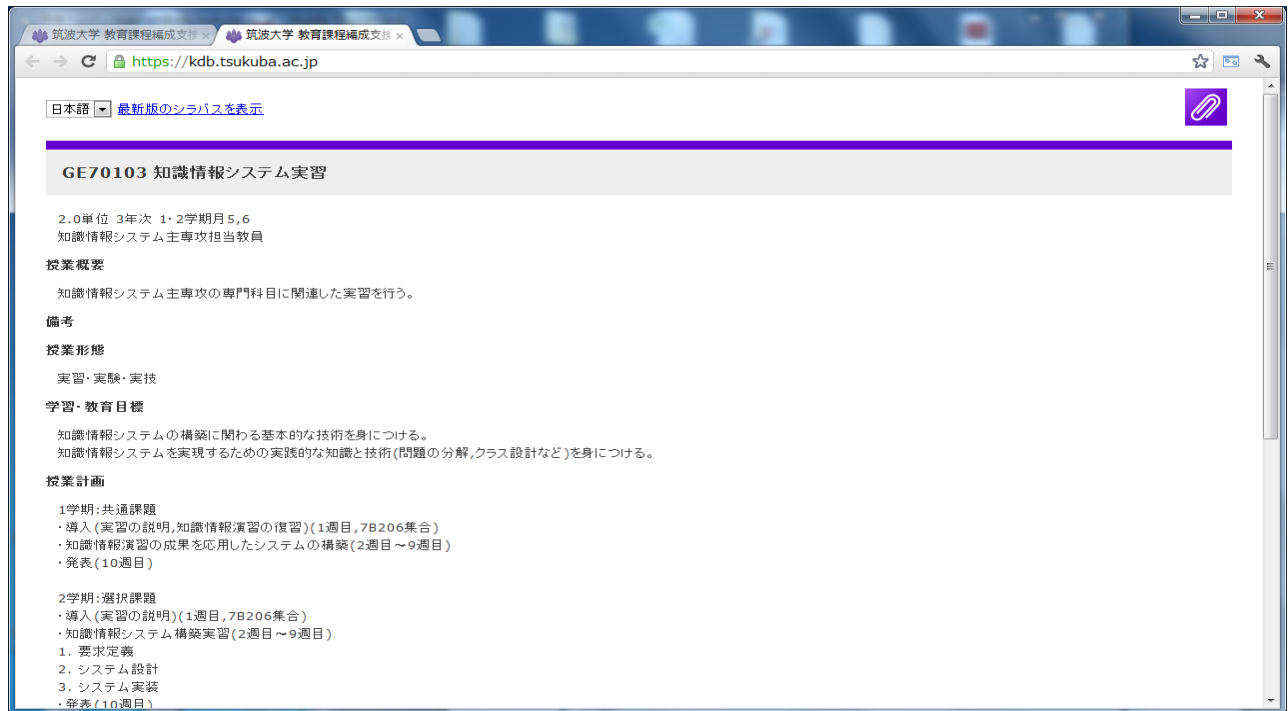 筑波大学 教育課程編成支援
筑波大学 教育課程編成支援
https://kdb.tsukuba.ac.jp
日本語 最新版のシラバスを表示
GE70103 知識情報システム実習
2.0単位 3年次 1・2学期月5,6
知識情報システム主専攻担当教員
授業概要
知識情報システム主専攻の専門科目に関連した実習を行う。
備考
授業形態
実習・実験・実技
学習・教育目標
知識情報システムの構築に関わる基本的な技術を身につける。
知識情報システムを実現するための実践的な知識と技術(問題の分解,クラス設計など)を身につける。
授業計画
1学期:共通課題
・導入(実習の説明,知識情報演習の復習)(1週目,7B206集合)
・知識情報演習の成果を応用したシステムの構築(2週目～9週目)
・発表(10週目)
2学期:選択課題
・導入(実習の説明)(1週目,7B206集合)
・知識情報システム構築実習(2週目～9週目)
1. 要求定義
2. システム設計
3. システム実装
・発表(10週目)